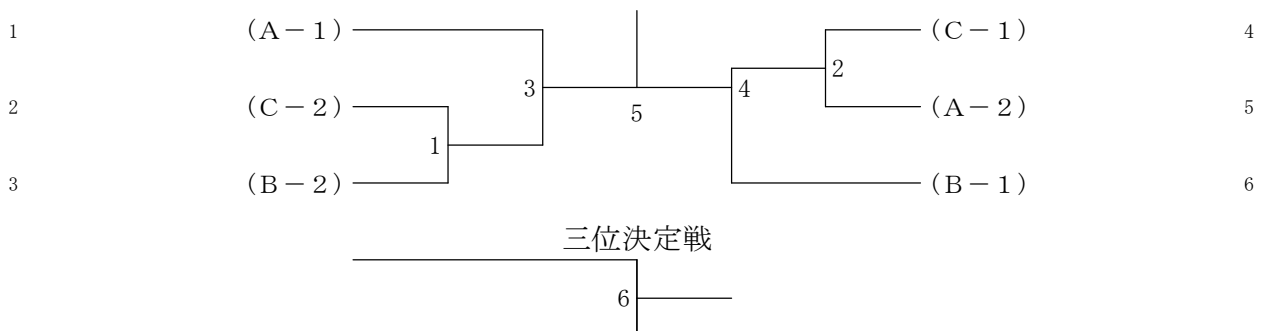 1 （A－1） （C－1） 4
3 4 2
2 （C－2） 5 （A－2） 5
1
3 （B－2） （B－1） 6
三位決定戦
6